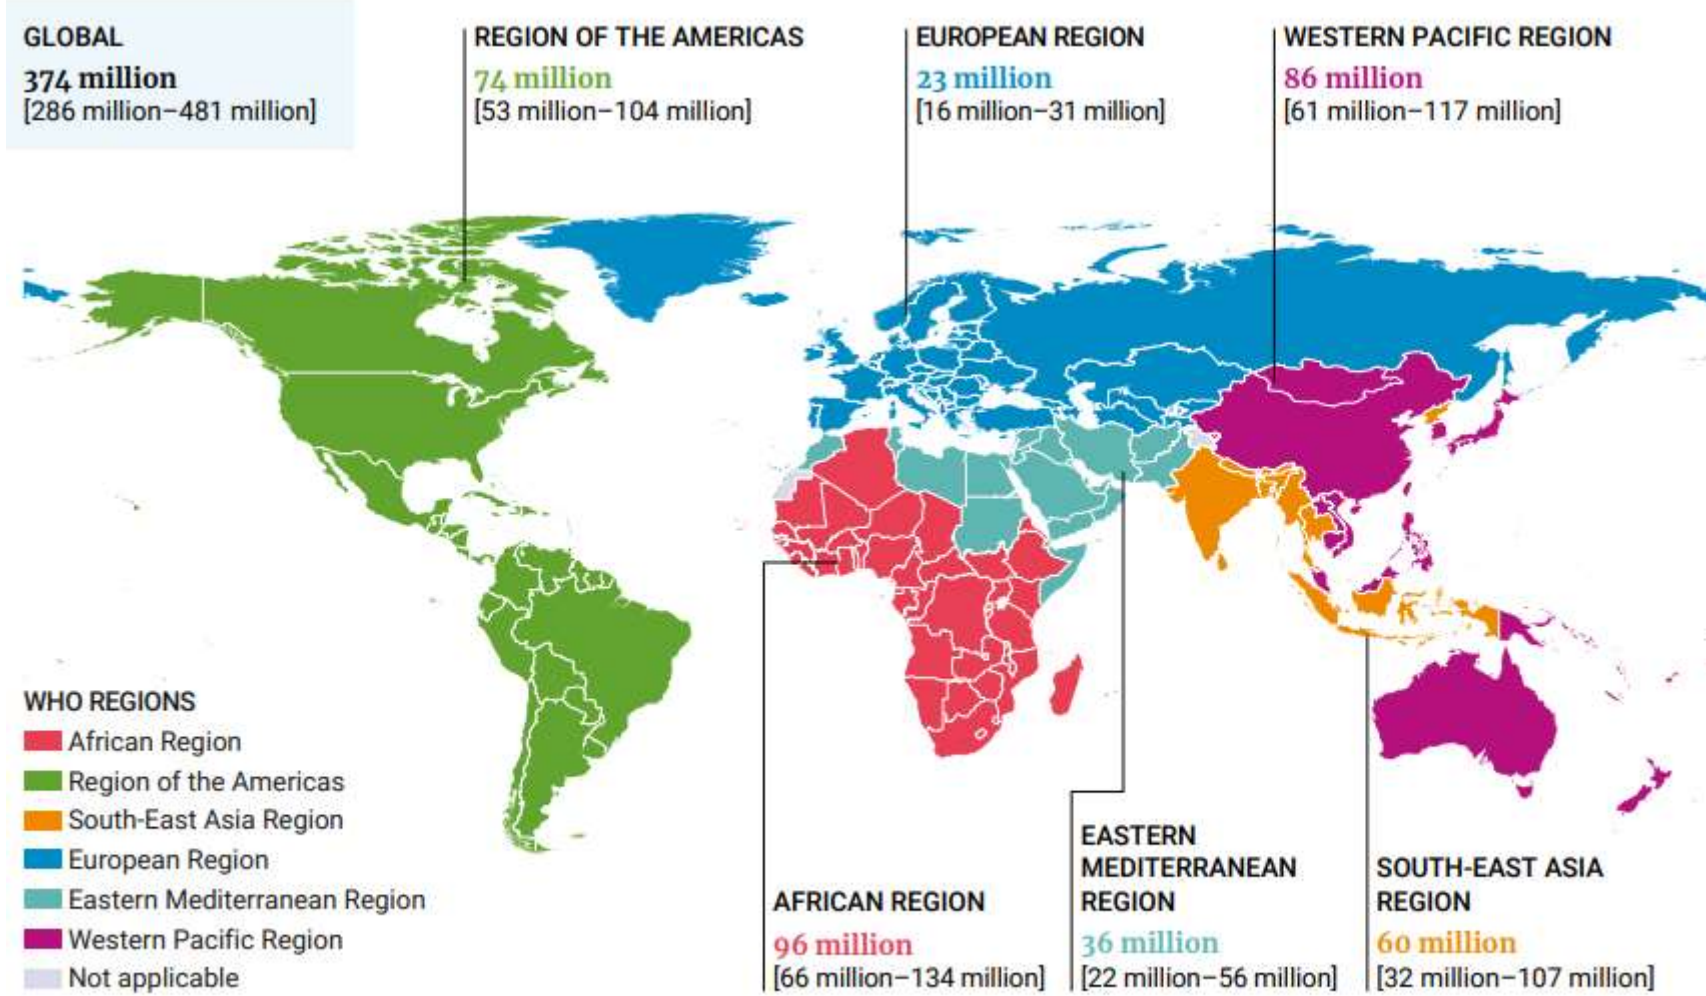 GLOBAL
374 million
[286 million–481 million]
REGION OF THE AMERICAS
74 million
[53 million–104 million]
EUROPEAN REGION
23 million
[16 million–31 million]
WESTERN PACIFIC REGION
86 million
[61 million–117 million]
WHO REGIONS
African Region
Region of the Americas
South-East Asia Region
European Region
Eastern Mediterranean Region
Western Pacific Region
Not applicable
AFRICAN REGION
96 million
[66 million–134 million]
EASTERN
MEDITERRANEAN
REGION
36 million
[22 million–56 million]
SOUTH-EAST ASIA
REGION
60 million
[32 million–107 million]